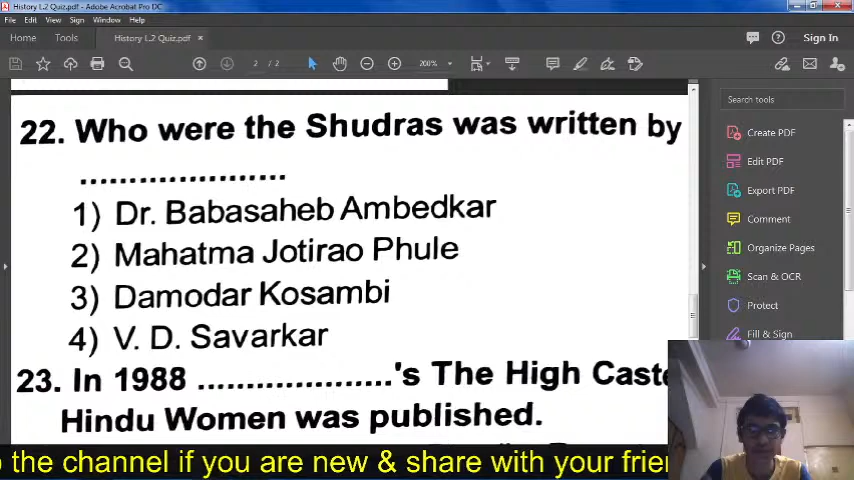 History L.2 Quiz.pdf - Adobe Acrobat Pro DC
File Edit View Sign Window Help
Home Tools History L.2 Quiz.pdf × Sign In
2 / 2 200%
22. Who were the Shudras was written by
.....................
1) Dr. Babasaheb Ambedkar
2) Mahatma Jotirao Phule
3) Damodar Kosambi
4) V. D. Savarkar
23. In 1988 ....................'s The High Caste
Hindu Women was published.
Search tools
Create PDF
Edit PDF
Export PDF
Comment
Organize Pages
Scan & OCR
Protect
Fill & Sign
the channel if you are new & share with your